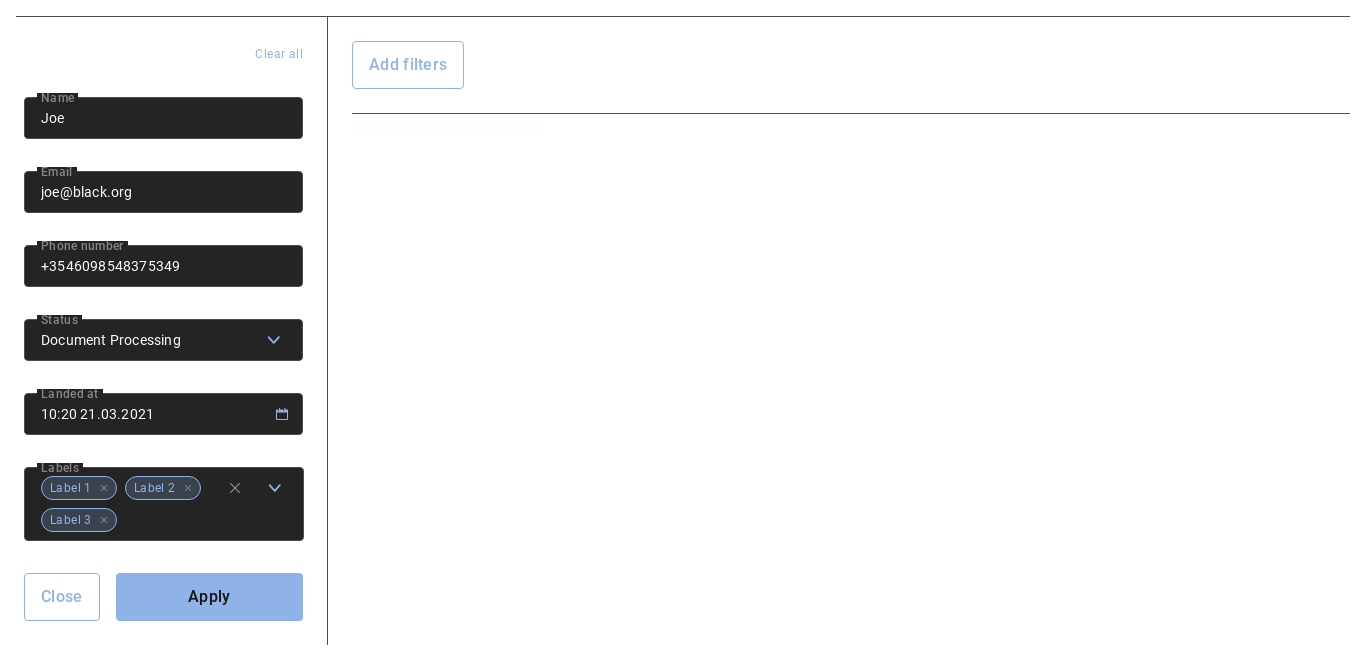 Clear all
Name
Joe
Email
joe@black.org
Phone number
+3546098548375349
Status
Document Processing
Landed at
10:20 21.03.2021
Labels
Label 1
Label 2
Label 3
Close
Apply
Add filters